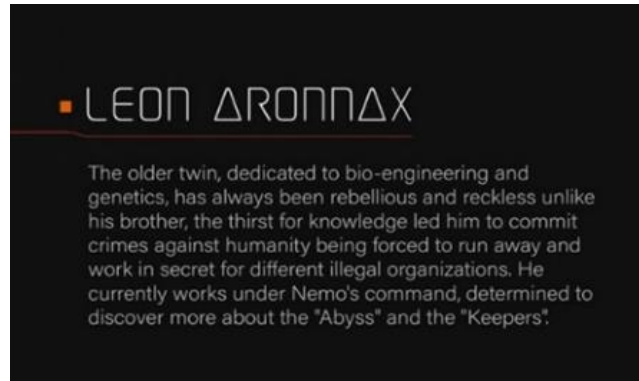 LEON ARONNAX
The older twin, dedicated to bio-engineering and
genetics, has always been rebellious and reckless unlike
his brother, the thirst for knowledge led him to commit
crimes against humanity being forced to run away and
work in secret for different illegal organizations. He
currently works under Nemo's command, determined to
discover more about the "Abyss" and the "Keepers".